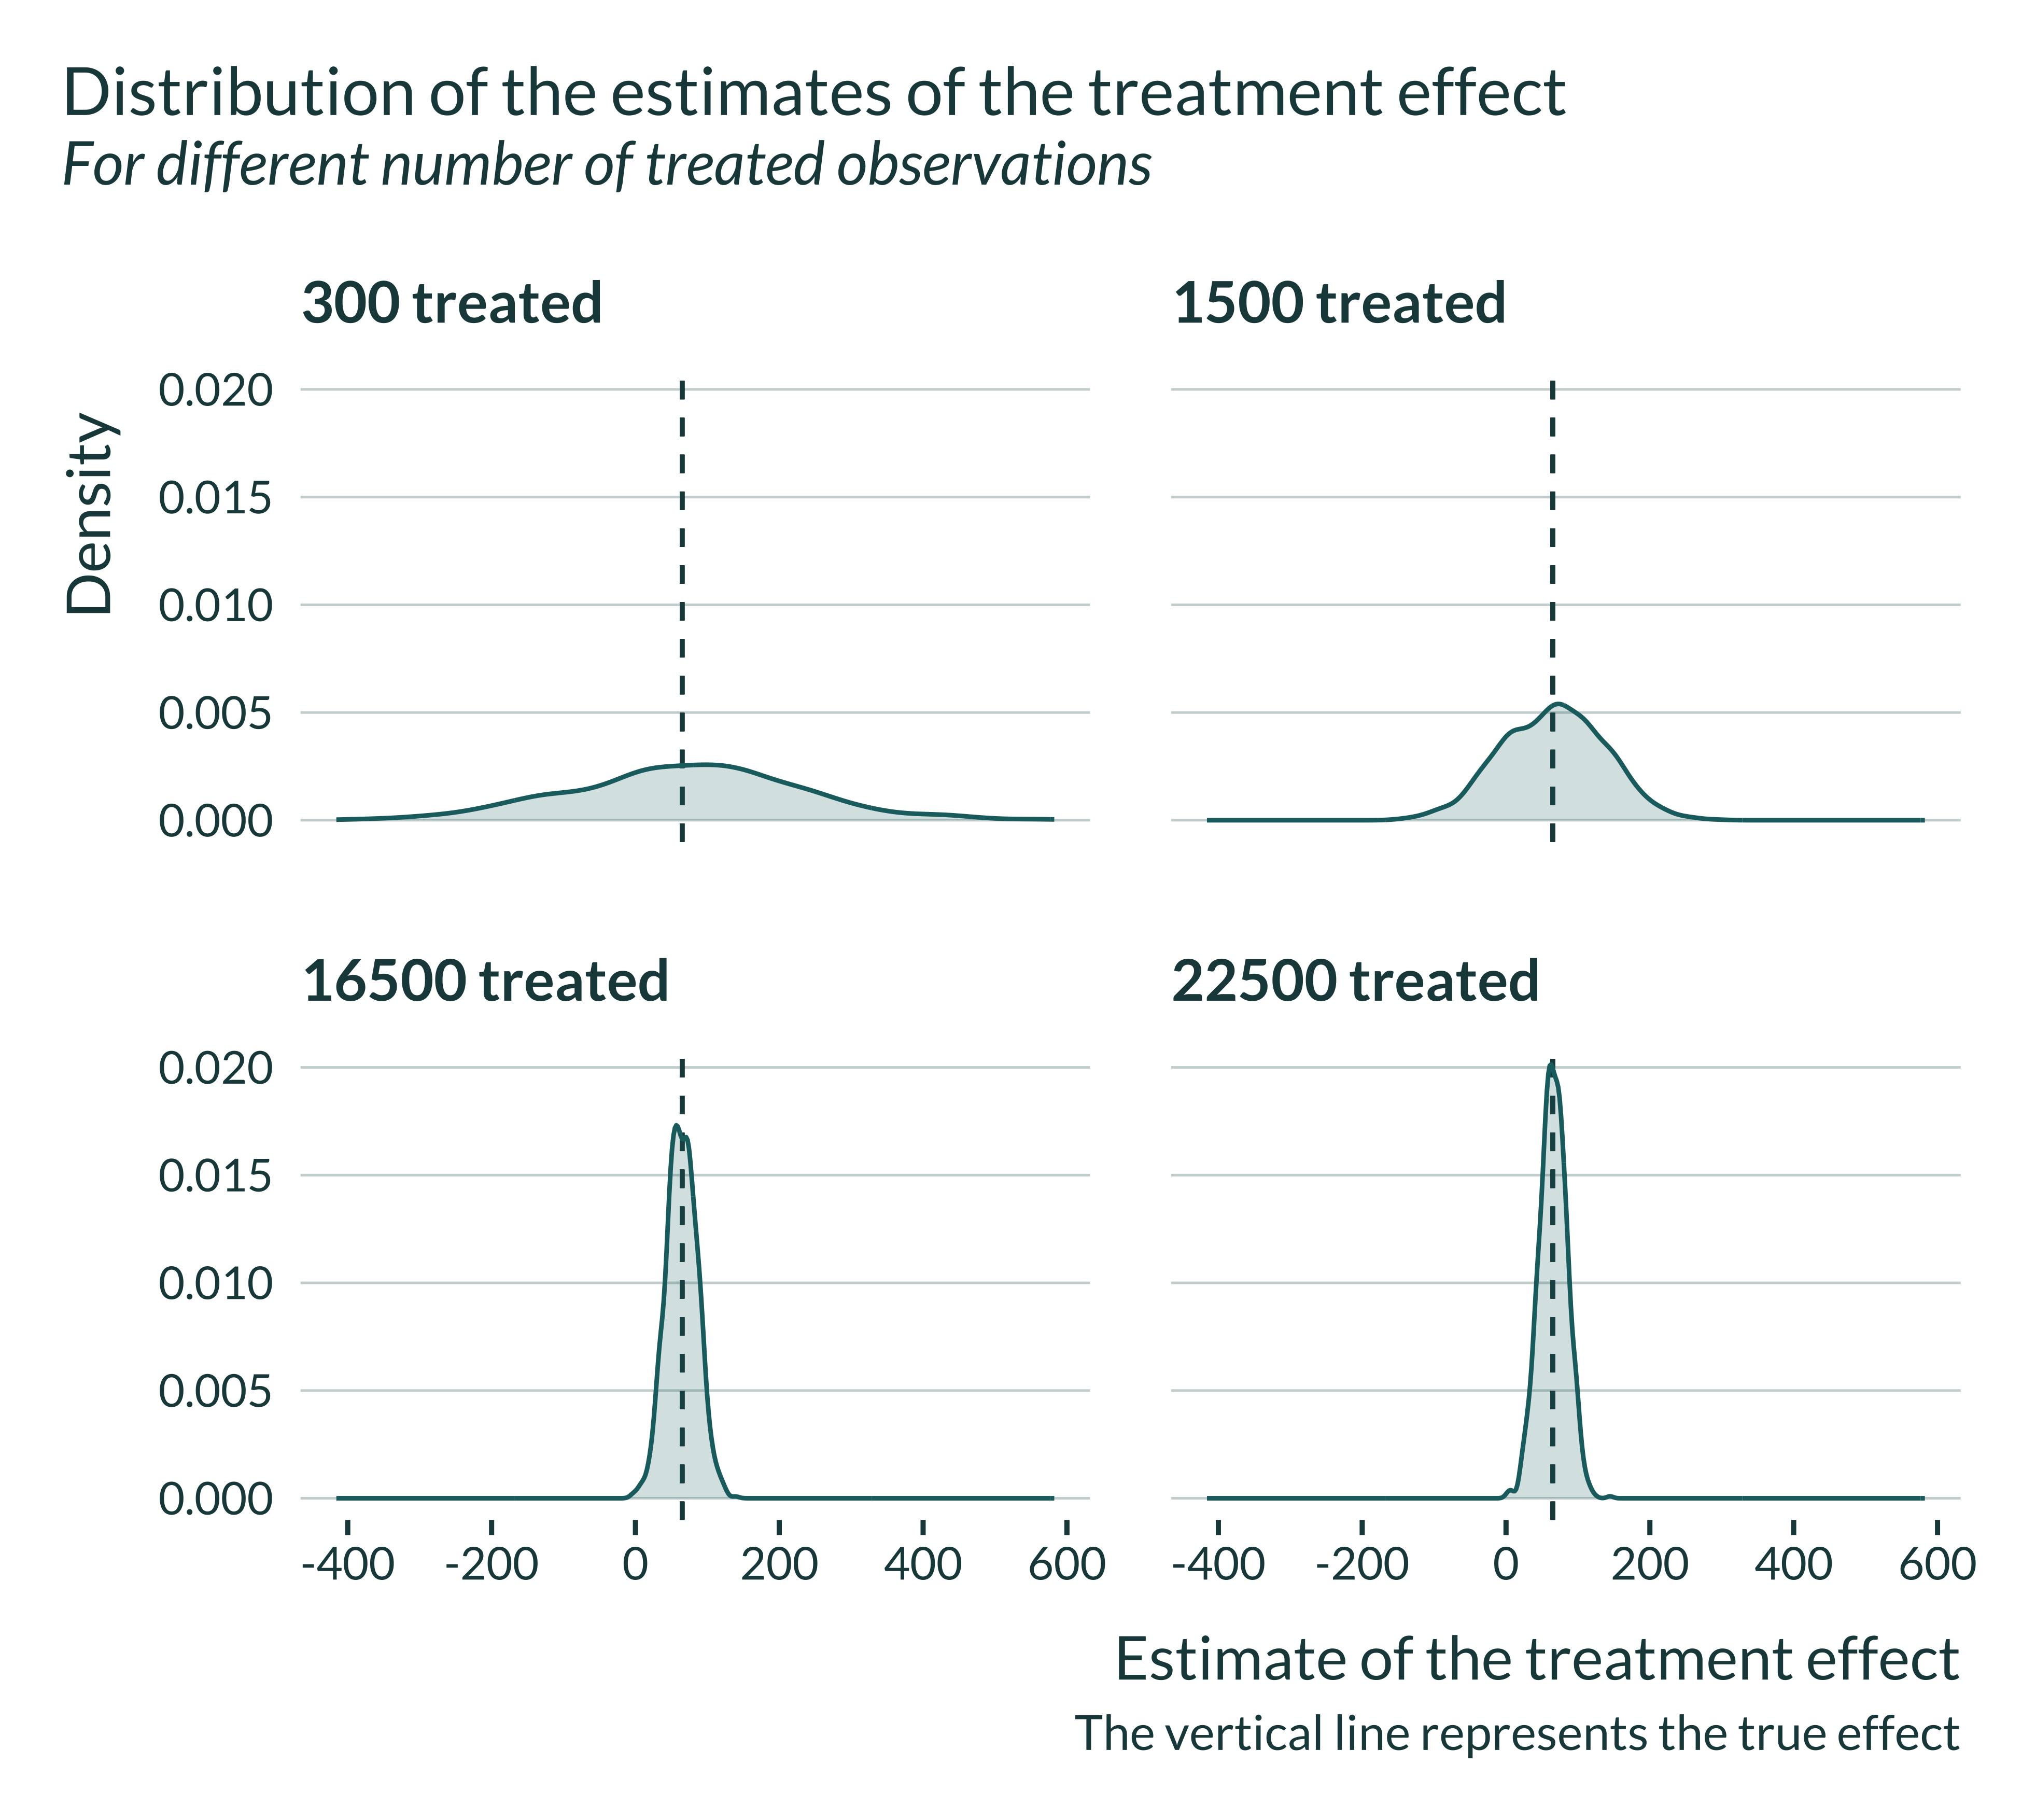 Distribution of the estimates of the treatment effect
For different number of treated observations
300 treated
1500 treated
Density
0.020
0.015
0.010
0.005
0.000
16500 treated
22500 treated
0.020
0.015
0.010
0.005
0.000
-400 -200 0 200 400 600
-400 -200 0 200 400 600
Estimate of the treatment effect
The vertical line represents the true effect